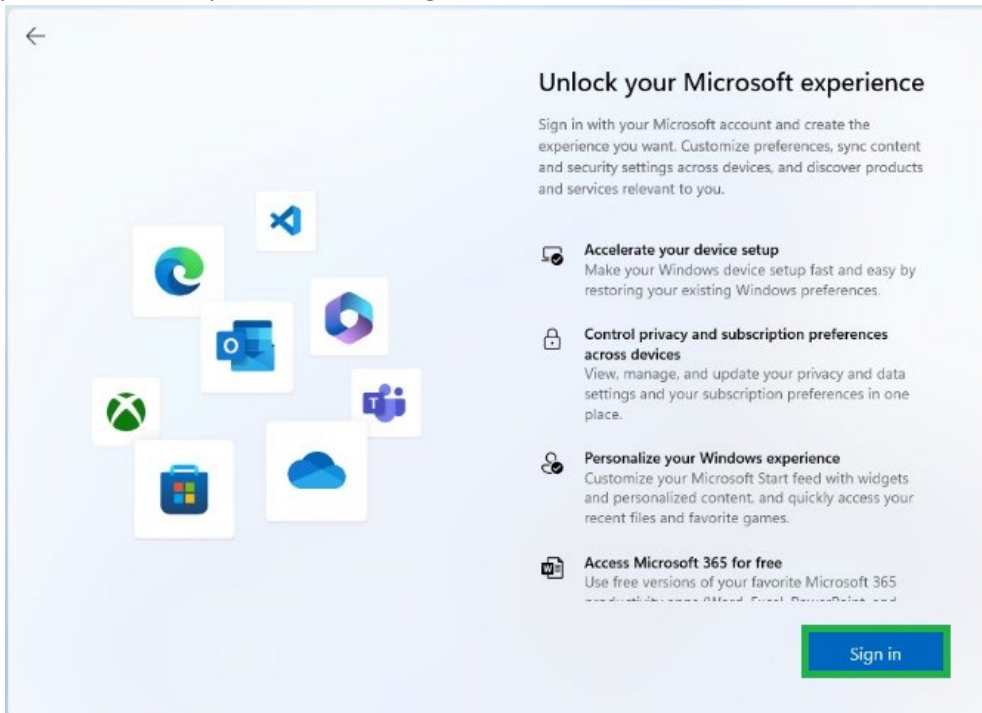 Unlock your Microsoft experience
Sign in with your Microsoft account and create the
experience you want. Customize preferences, sync content
and security settings across devices, and discover products
and services relevant to you.
Accelerate your device setup
Make your Windows device setup fast and easy by
restoring your existing Windows preferences.
Control privacy and subscription preferences
across devices
View, manage, and update your privacy and data
settings and your subscription preferences in one
place.
Personalize your Windows experience
Customize your Microsoft Start feed with widgets
and personalized content, and quickly access your
recent files and favorite games.
Access Microsoft 365 for free
Use free versions of your favorite Microsoft 365
Sign in